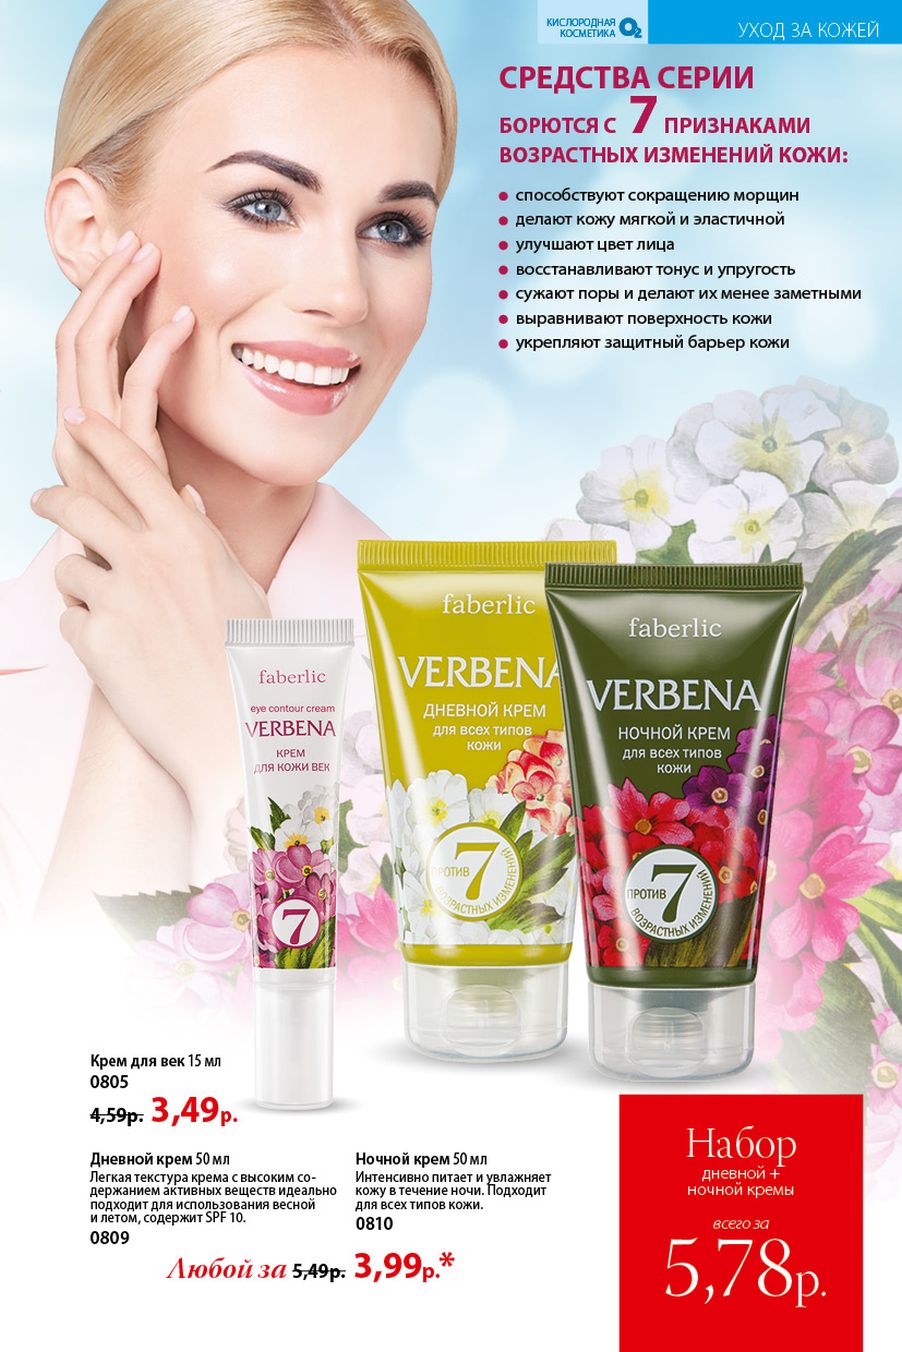 КИСЛОРОДНАЯ
КОСМЕТИКА O2
УХОД ЗА КОЖЕЙ
СРЕДСТВА СЕРИИ
БОРЮТСЯ С 7 ПРИЗНАКАМИ
ВОЗРАСТНЫХ ИЗМЕНЕНИЙ КОЖИ:
• способствуют сокращению морщин
• делают кожу мягкой и эластичной
• улучшают цвет лица
• восстанавливают тонус и упругость
• сужают поры и делают их менее заметными
• выравнивают поверхность кожи
• укрепляют защитный барьер кожи
faberlic
eye contour cream
VERBENA
КРЕМ
ДЛЯ КОЖИ ВЕК
7
faberlic
VERBENA
ДНЕВНОЙ КРЕМ
для всех типов
кожи
ПРОТИВ 7
ВОЗРАСТНЫХ ИЗМЕНЕНИЙ
faberlic
VERBENA
НОЧНОЙ КРЕМ
для всех типов
кожи
ПРОТИВ 7
ВОЗРАСТНЫХ ИЗМЕНЕНИЙ
Крем для век 15 мл
0805
4,59р. 3,49р.
Дневной крем 50 мл
Легкая текстура крема с высоким со-
держанием активных веществ идеально
подходит для использования весной
и летом, содержит SPF 10.
0809
Ночной крем 50 мл
Интенсивно питает и увлажняет
кожу в течение ночи. Подходит
для всех типов кожи.
0810
Любой за 5,49р. 3,99р.*
Набор
дневной +
ночной кремы
всего за
5,78р.